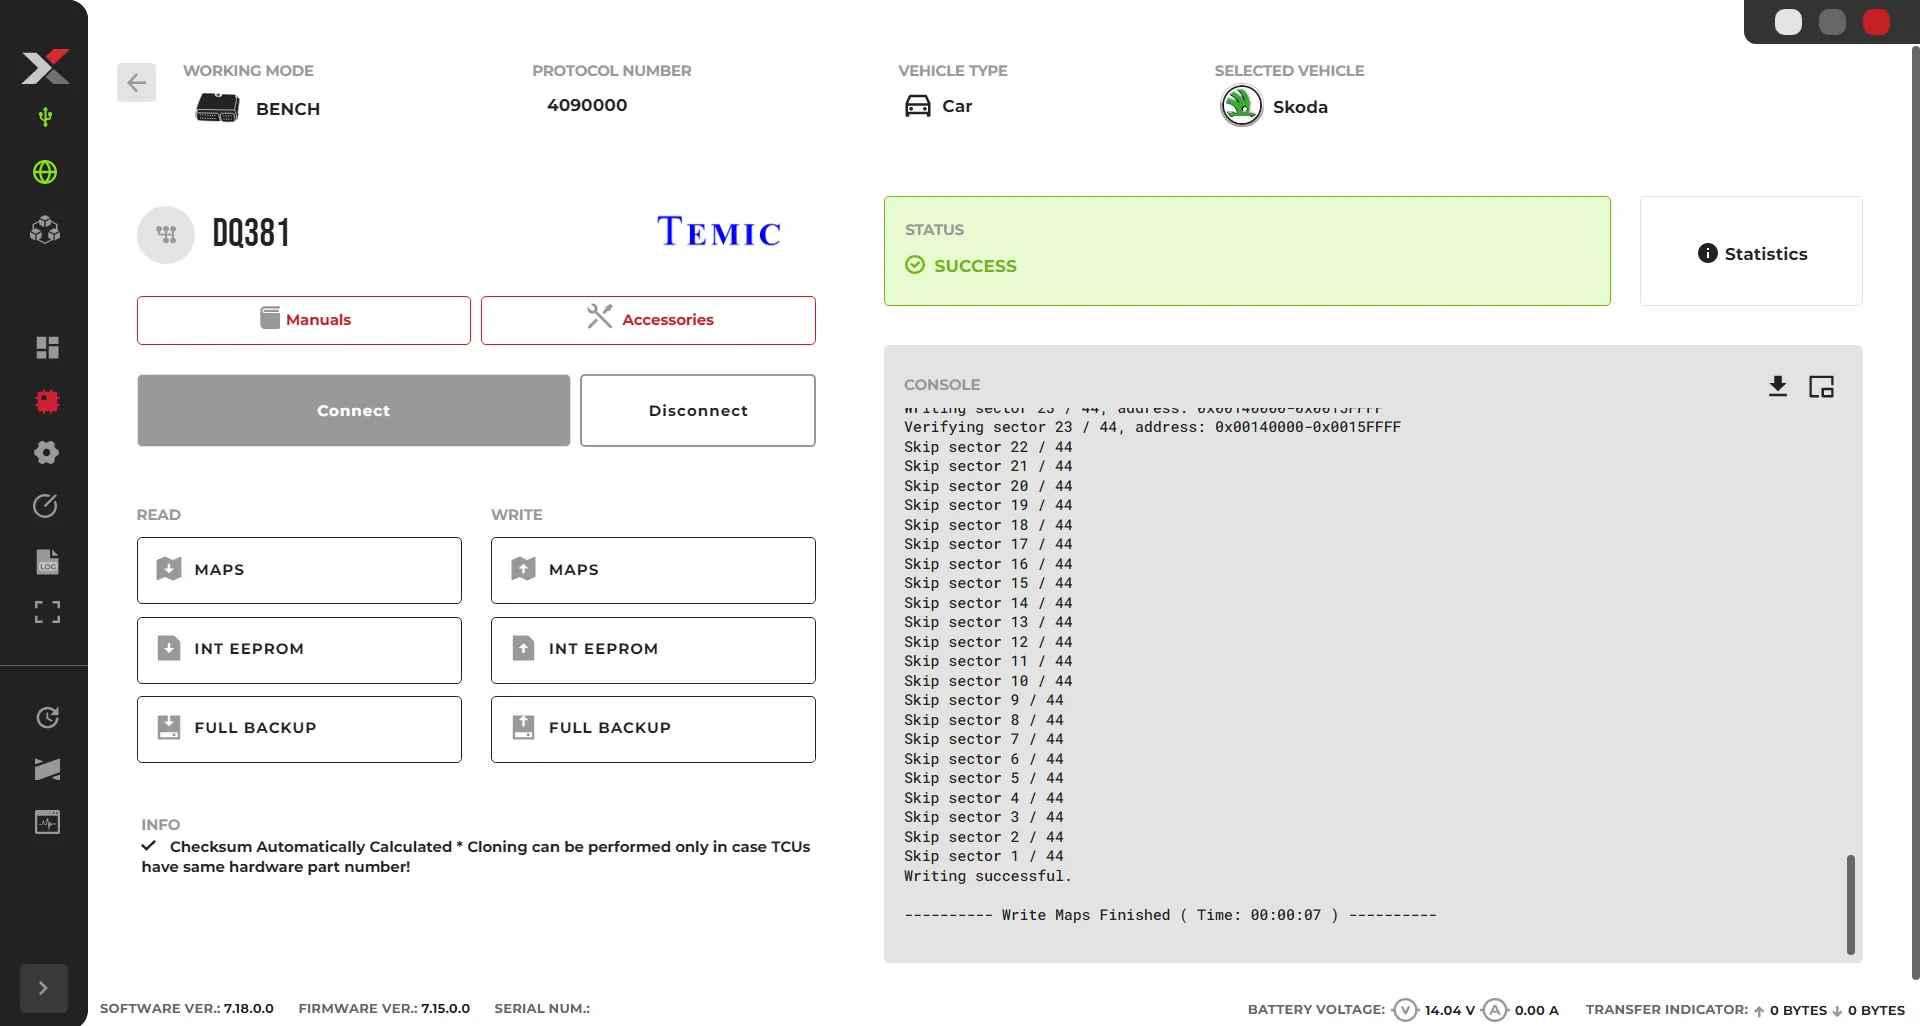 WORKING MODE
BENCH
PROTOCOL NUMBER
4090000
VEHICLE TYPE
Car
SELECTED VEHICLE
Skoda
DQ381
TEMIC
Manuals
Accessories
Connect
Disconnect
READ
MAPS
INT EEPROM
FULL BACKUP
WRITE
MAPS
INT EEPROM
FULL BACKUP
INFO
Checksum Automatically Calculated * Cloning can be performed only in case TCUs
have same hardware part number!
STATUS
SUCCESS
Statistics
CONSOLE
Writing sector 23 / 44, address: 0x00140000-0x0015FFFF
Verifying sector 23 / 44, address: 0x00140000-0x0015FFFF
Skip sector 22 / 44
Skip sector 21 / 44
Skip sector 20 / 44
Skip sector 19 / 44
Skip sector 18 / 44
Skip sector 17 / 44
Skip sector 16 / 44
Skip sector 15 / 44
Skip sector 14 / 44
Skip sector 13 / 44
Skip sector 12 / 44
Skip sector 11 / 44
Skip sector 10 / 44
Skip sector 9 / 44
Skip sector 8 / 44
Skip sector 7 / 44
Skip sector 6 / 44
Skip sector 5 / 44
Skip sector 4 / 44
Skip sector 3 / 44
Skip sector 2 / 44
Skip sector 1 / 44
Writing successful.
---------- Write Maps Finished ( Time: 00:00:07 ) ----------
LOG
SOFTWARE VER.: 7.18.0.0
FIRMWARE VER.: 7.15.0.0
SERIAL NUM.:
BATTERY VOLTAGE: V 14.04 V A 0.00 A
TRANSFER INDICATOR: 0 BYTES 0 BYTES